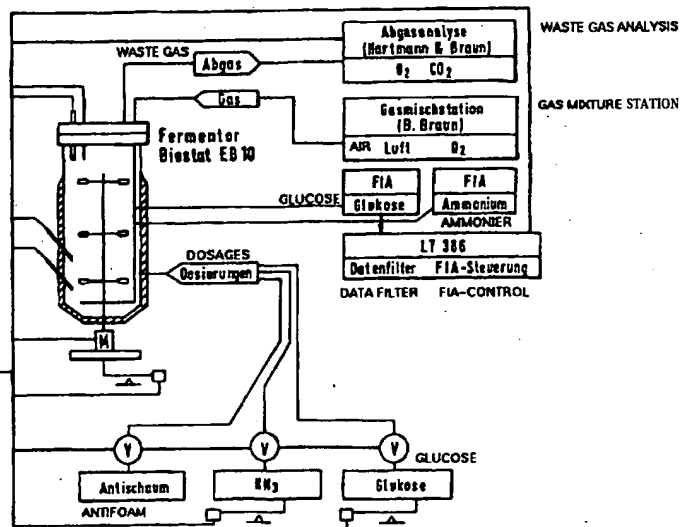 Abgasanalyse
(Hartmann & Braun)
O₂ CO₂
WASTE GAS ANALYSIS
WASTE GAS
Abgas
Gas
Gasmischstation
(B. Braun)
AIR Luft O₂
GAS MIXTURE STATION
Fermentor
Biostat EB 10
GLUCOSE
FIA
Glukose
FIA
Ammonium
AMMONIER
LT 386
Datenfilter FIA-Steuerung
DATA FILTER FIA-CONTROL
DOSAGES
Dosierungen
M
V
V
V
GLUCOSE
Antischaum
NH₃
Glukose
ANTIFOAM